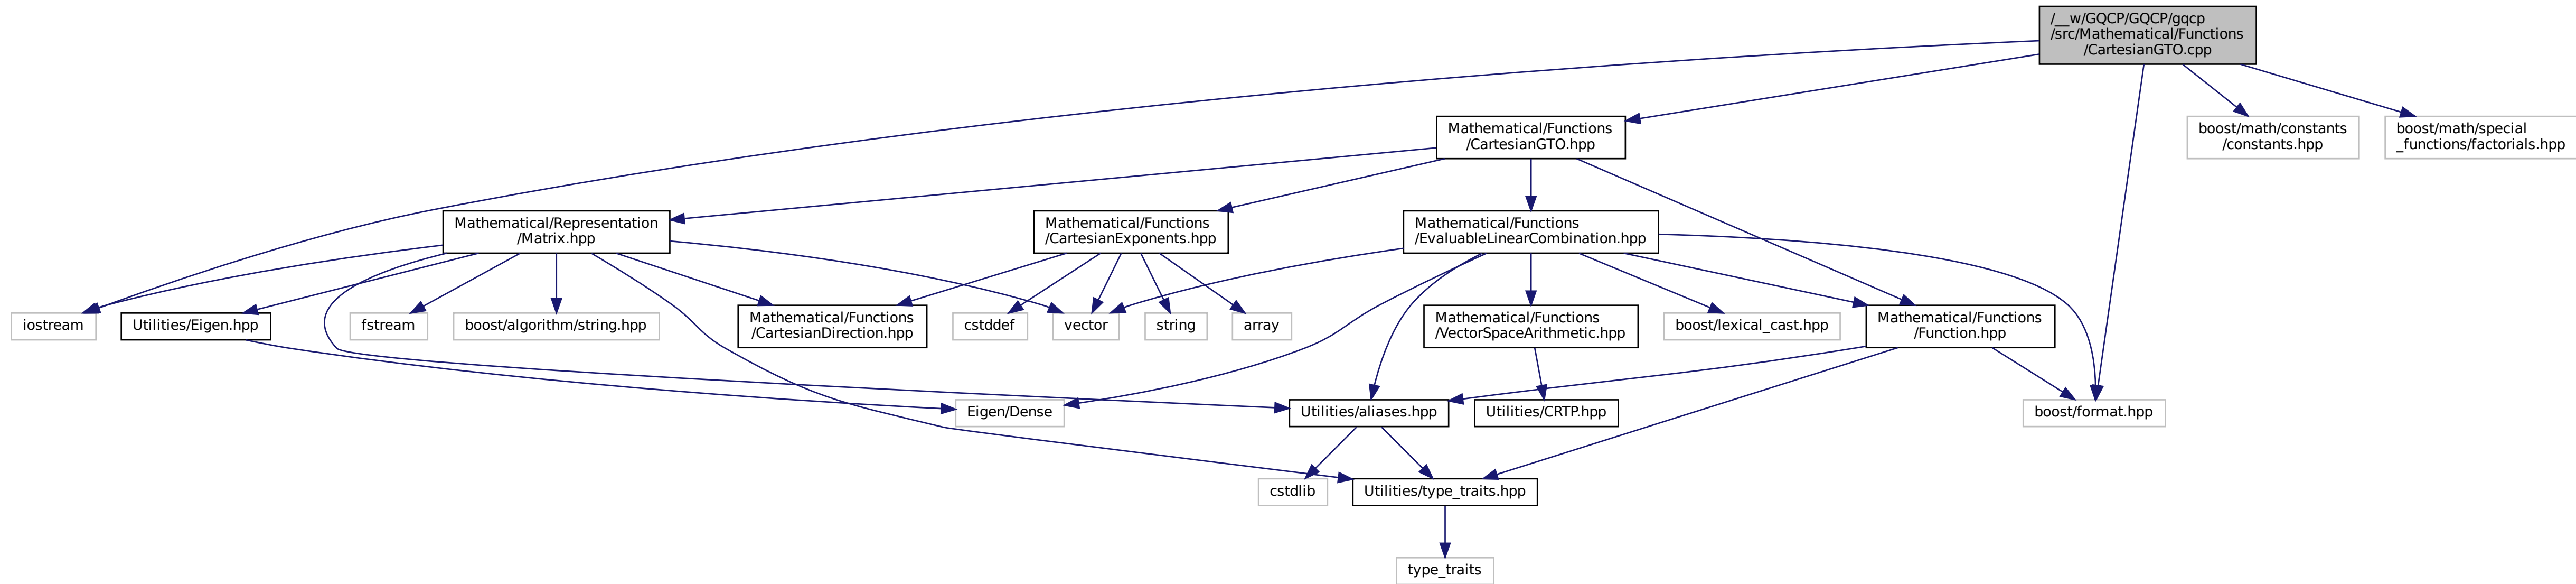 /__w/GQCP/GQCP/gqcp
/src/Mathematical/Functions
/CartesianGTO.cpp
Mathematical/Functions
/CartesianGTO.hpp
boost/math/constants
/constants.hpp
boost/math/special
_functions/factorials.hpp
Mathematical/Representation
/Matrix.hpp
Mathematical/Functions
/CartesianExponents.hpp
Mathematical/Functions
/EvaluableLinearCombination.hpp
iostream
Utilities/Eigen.hpp
fstream
boost/algorithm/string.hpp
Mathematical/Functions
/CartesianDirection.hpp
cstddef
vector
string
array
Mathematical/Functions
/VectorSpaceArithmetic.hpp
boost/lexical_cast.hpp
Mathematical/Functions
/Function.hpp
Eigen/Dense
Utilities/aliases.hpp
Utilities/CRTP.hpp
boost/format.hpp
cstdlib
Utilities/type_traits.hpp
type_traits